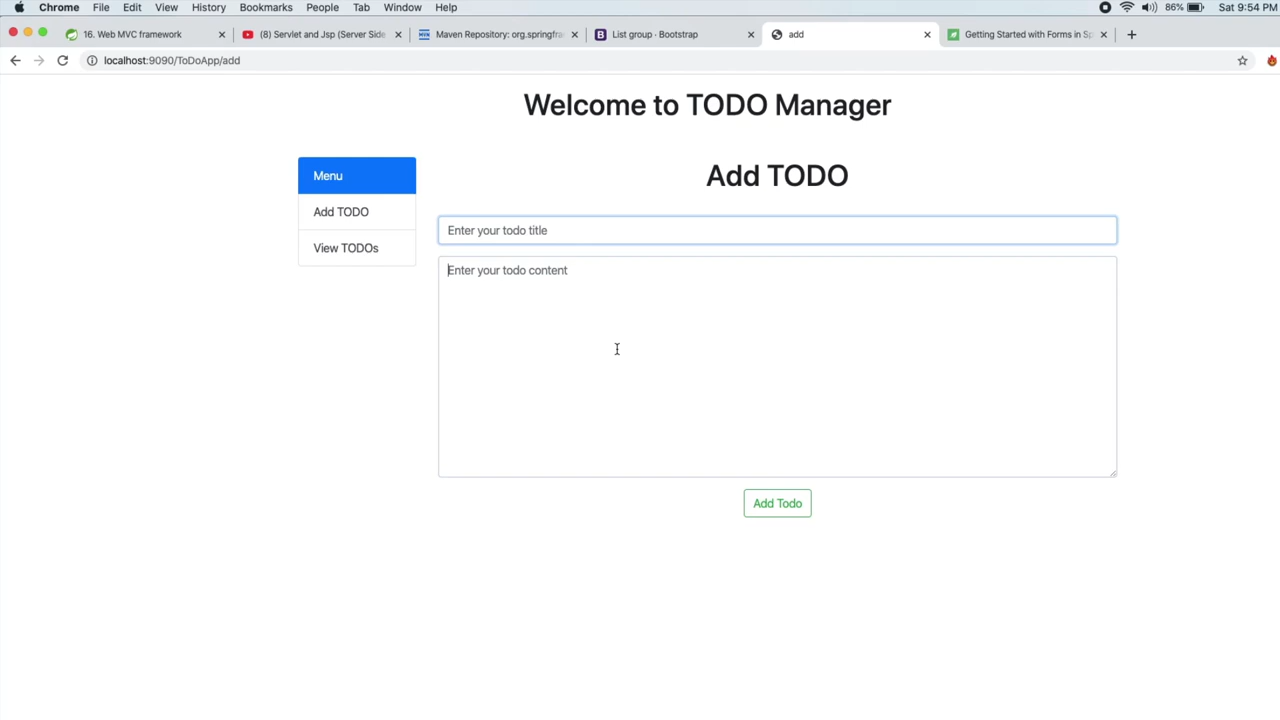 Chrome File Edit View History Bookmarks People Tab Window Help 86% Sat 9:54 PM
16. Web MVC framework (8) Servlet and Jsp (Server Side Maven Repository: org.springfra List group · Bootstrap add Getting Started with Forms in Sp
localhost:9090/ToDoApp/add
Welcome to TODO Manager
Menu
Add TODO
View TODOs
Add TODO
Enter your todo title
Enter your todo content
Add Todo